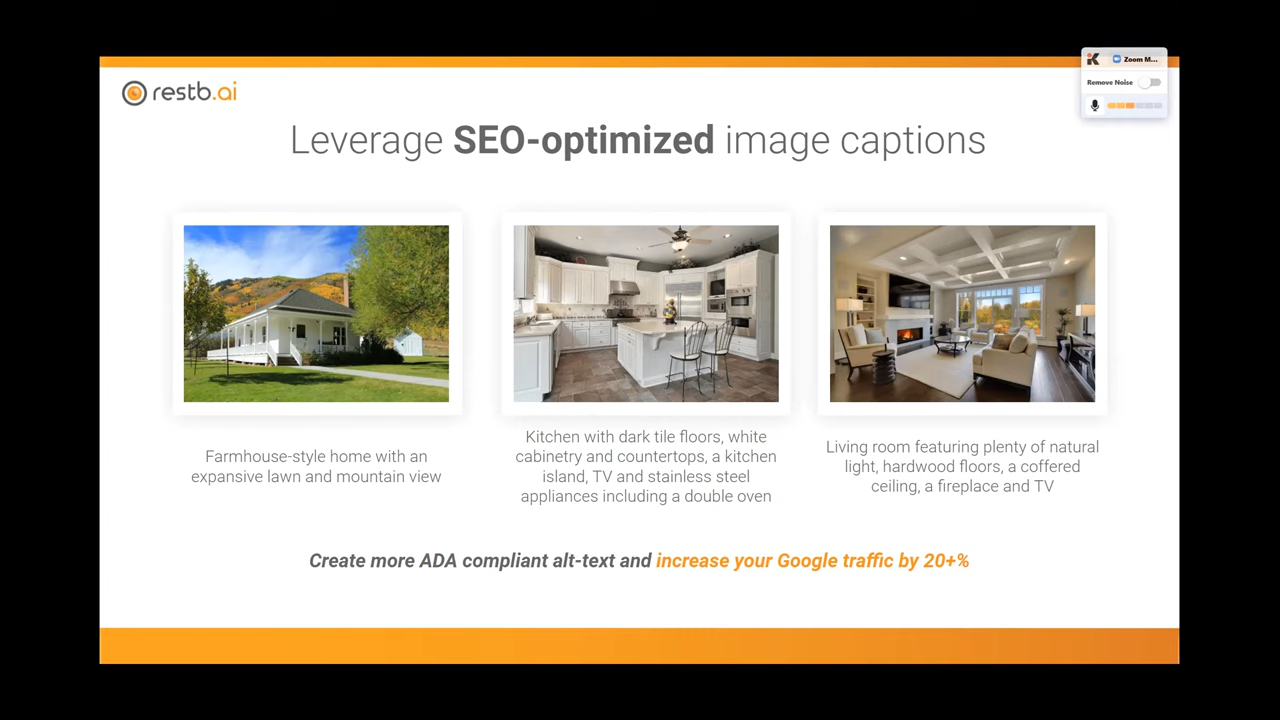 restb.ai
Zoom M...
Remove Noise
Leverage SEO-optimized image captions
Farmhouse-style home with an
expansive lawn and mountain view
Kitchen with dark tile floors, white
cabinetry and countertops, a kitchen
island, TV and stainless steel
appliances including a double oven
Living room featuring plenty of natural
light, hardwood floors, a coffered
ceiling, a fireplace and TV
Create more ADA compliant alt-text and increase your Google traffic by 20+%